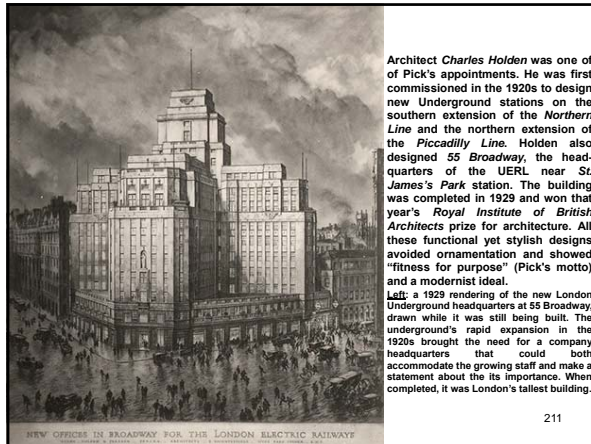 Architect Charles Holden was one of
of Pick's appointments. He was first
commissioned in the 1920s to design
new Underground stations on the
southern extension of the Northern
Line and the northern extension of
the Piccadilly Line. Holden also
designed 55 Broadway, the head-
quarters of the UERL near St.
James's Park station. The building
was completed in 1929 and won that
year's Royal Institute of British
Architects prize for architecture. All
these functional yet stylish designs
avoided ornamentation and showed
“fitness for purpose” (Pick's motto)
and a modernist ideal.
Left: a 1929 rendering of the new London
Underground headquarters at 55 Broadway,
drawn while it was still being built. The
underground's rapid expansion in the
1920s brought the need for a company
headquarters that could both
accommodate the growing staff and make a
statement about the its importance. When
completed, it was London's tallest building.
211
NEW OFFICES IN BROADWAY FOR THE LONDON ELECTRIC RAILWAYS